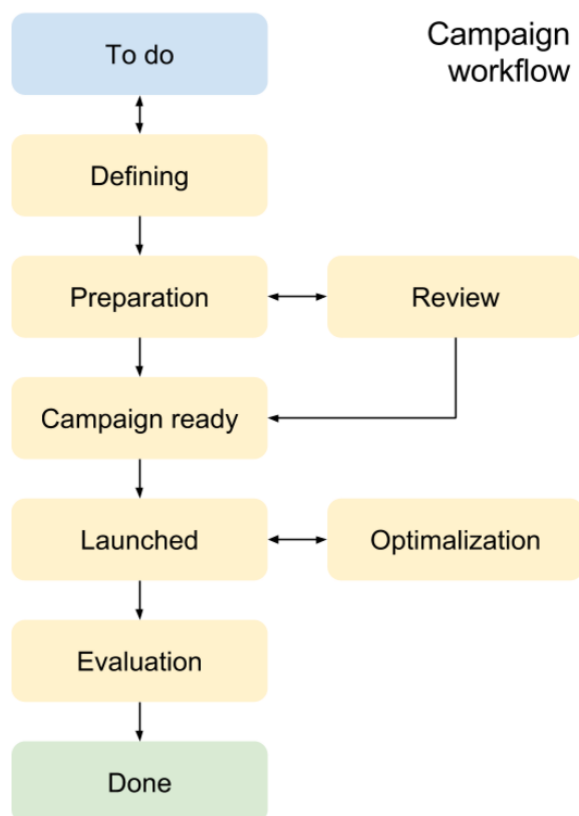 To do
Campaign
workflow
Defining
Preparation
Review
Campaign ready
Launched
Optimalization
Evaluation
Done